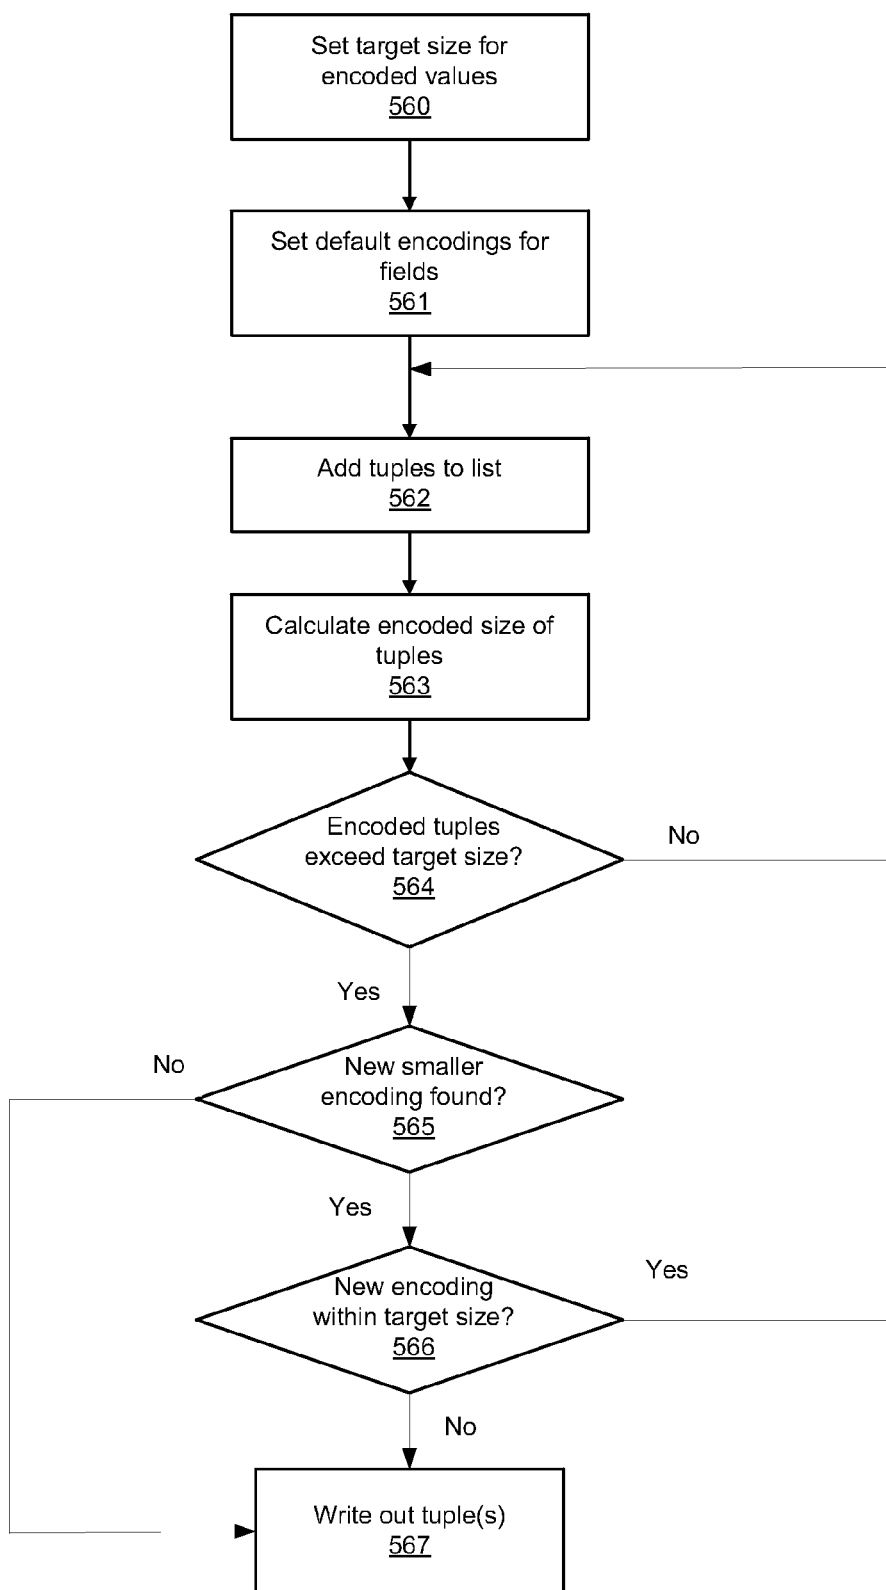 Set target size for
encoded values
560
Set default encodings for
fields
561
Add tuples to list
562
Calculate encoded size of
tuples
563
Encoded tuples
exceed target size?
564
No
Yes
No
New smaller
encoding found?
565
Yes
New encoding
within target size?
566
Yes
No
Write out tuple(s)
567